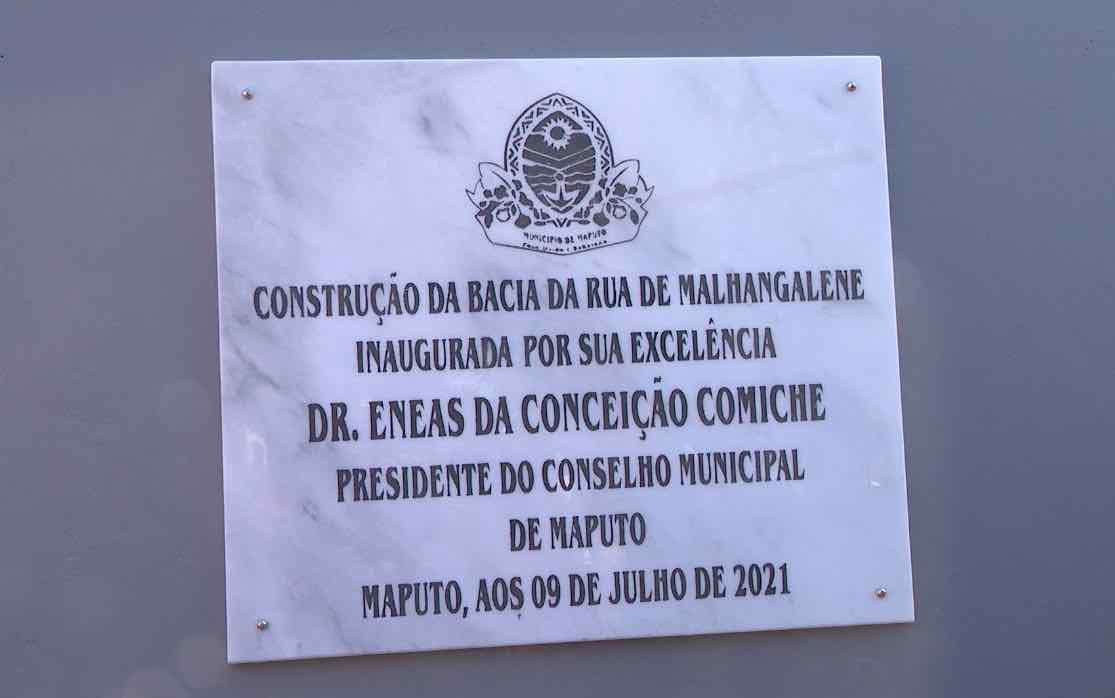 MUNICIPIO DE MAPUTO
CONSTRUÇÃO DA BACIA DA RUA DE MALHANGALENE
INAUGURADA POR SUA EXCELÊNCIA
DR. ENEAS DA CONCEIÇÃO COMICHE
PRESIDENTE DO CONSELHO MUNICIPAL
DE MAPUTO
MAPUTO, AOS 09 DE JULHO DE 2021